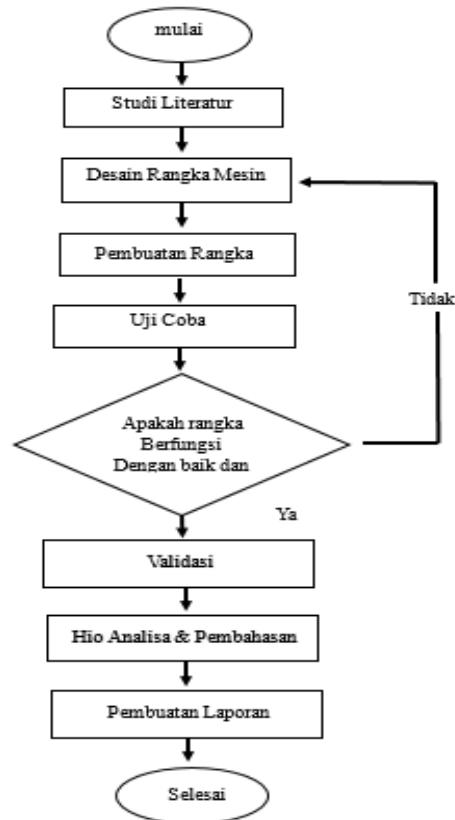 mulai
Studi Literatur
Desain Rangka Mesin
Pembuatan Rangka
Tidak
Uji Coba
Apakah rangka
Berfungsi
Dengan baik dan
Ya
Validasi
Hio Analisa & Pembahasan
Pembuatan Laporan
Selesai